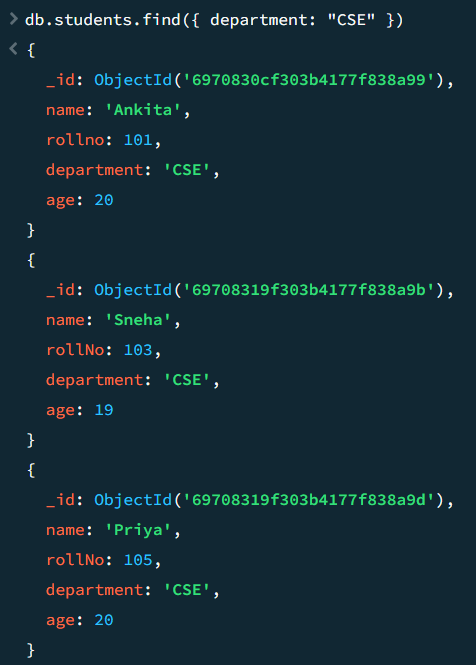 db.students.find({ department: "CSE" })
{
_id: ObjectId('6970830cf303b4177f838a99'),
name: 'Ankita',
rollno: 101,
department: 'CSE',
age: 20
}
{
_id: ObjectId('69708319f303b4177f838a9b'),
name: 'Sneha',
rollNo: 103,
department: 'CSE',
age: 19
}
{
_id: ObjectId('69708319f303b4177f838a9d'),
name: 'Priya',
rollNo: 105,
department: 'CSE',
age: 20
}